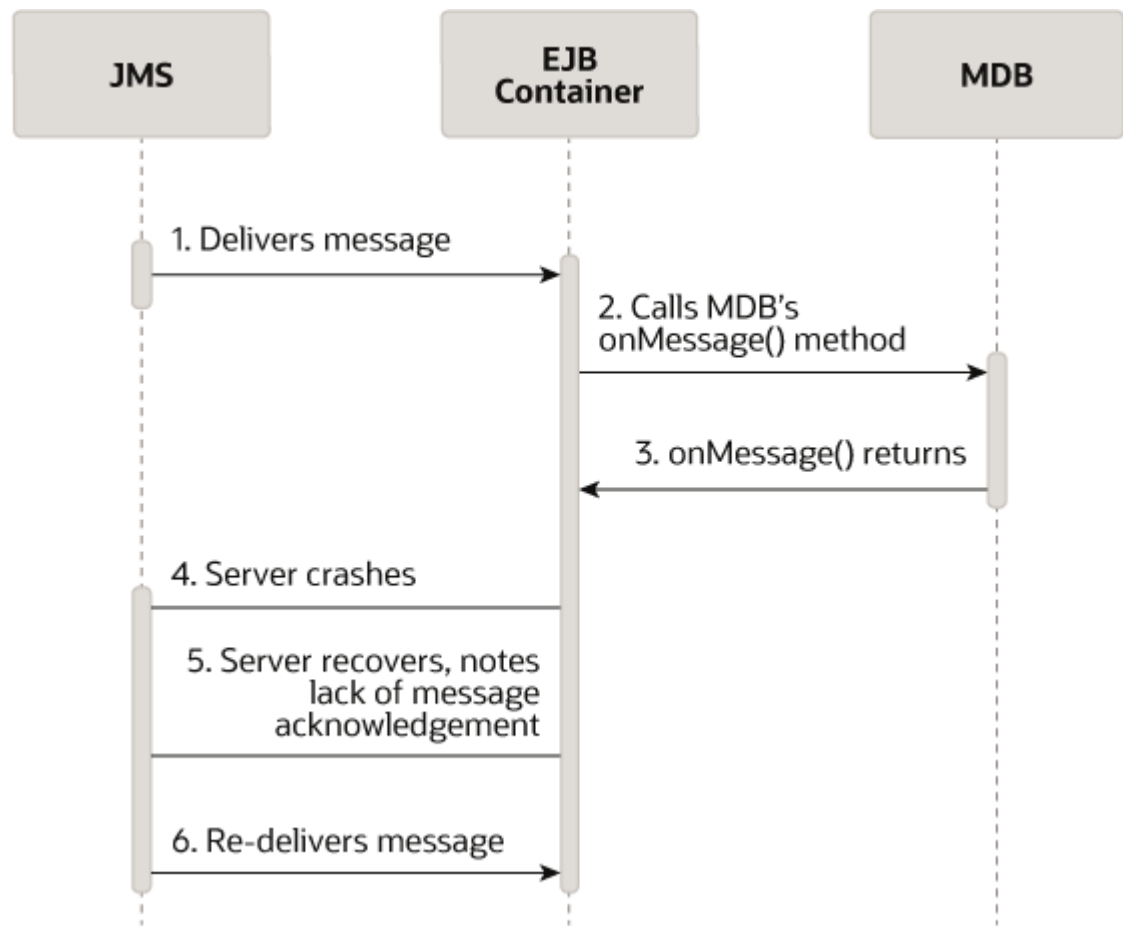 JMS
EJB
Container
MDB
1. Delivers message
2. Calls MDB’s
onMessage() method
3. onMessage() returns
4. Server crashes
5. Server recovers, notes
lack of message
acknowledgement
6. Re-delivers message